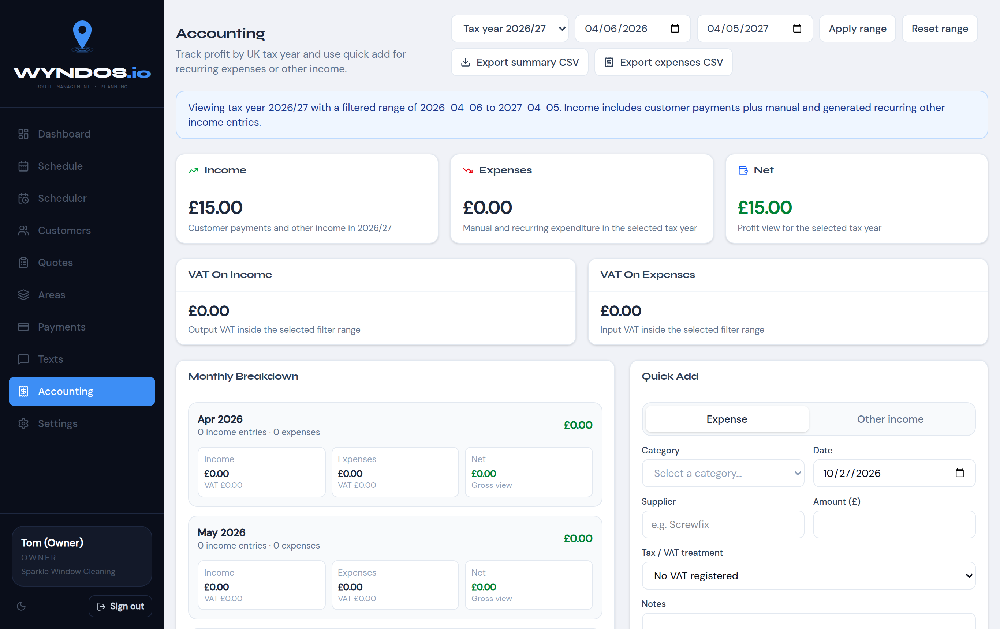 WYNDOS.io
ROUTE MANAGEMENT · PLANNING
Dashboard
Schedule
Scheduler
Customers
Quotes
Areas
Payments
Texts
Accounting
Settings
Tom (Owner)
OWNER
Sparkle Window Cleaning
Sign out
Accounting
Track profit by UK tax year and use quick add for
recurring expenses or other income.
Tax year 2026/27
04/06/2026
04/05/2027
Apply range
Reset range
Export summary CSV
Export expenses CSV
Viewing tax year 2026/27 with a filtered range of 2026-04-06 to 2027-04-05. Income includes customer payments plus manual and generated recurring other-
income entries.
Income
£15.00
Customer payments and other income in 2026/27
Expenses
£0.00
Manual and recurring expenditure in the selected tax year
Net
£15.00
Profit view for the selected tax year
VAT On Income
£0.00
Output VAT inside the selected filter range
VAT On Expenses
£0.00
Input VAT inside the selected filter range
Monthly Breakdown
Apr 2026
0 income entries · 0 expenses
£0.00
Income
£0.00
VAT £0.00
Expenses
£0.00
VAT £0.00
Net
£0.00
Gross view
May 2026
0 income entries · 0 expenses
£0.00
Income
£0.00
VAT £0.00
Expenses
£0.00
VAT £0.00
Net
£0.00
Gross view
Quick Add
Expense
Other income
Category
Select a category...
Date
10/27/2026
Supplier
e.g. Screwfix
Amount (£)
Tax / VAT treatment
No VAT registered
Notes